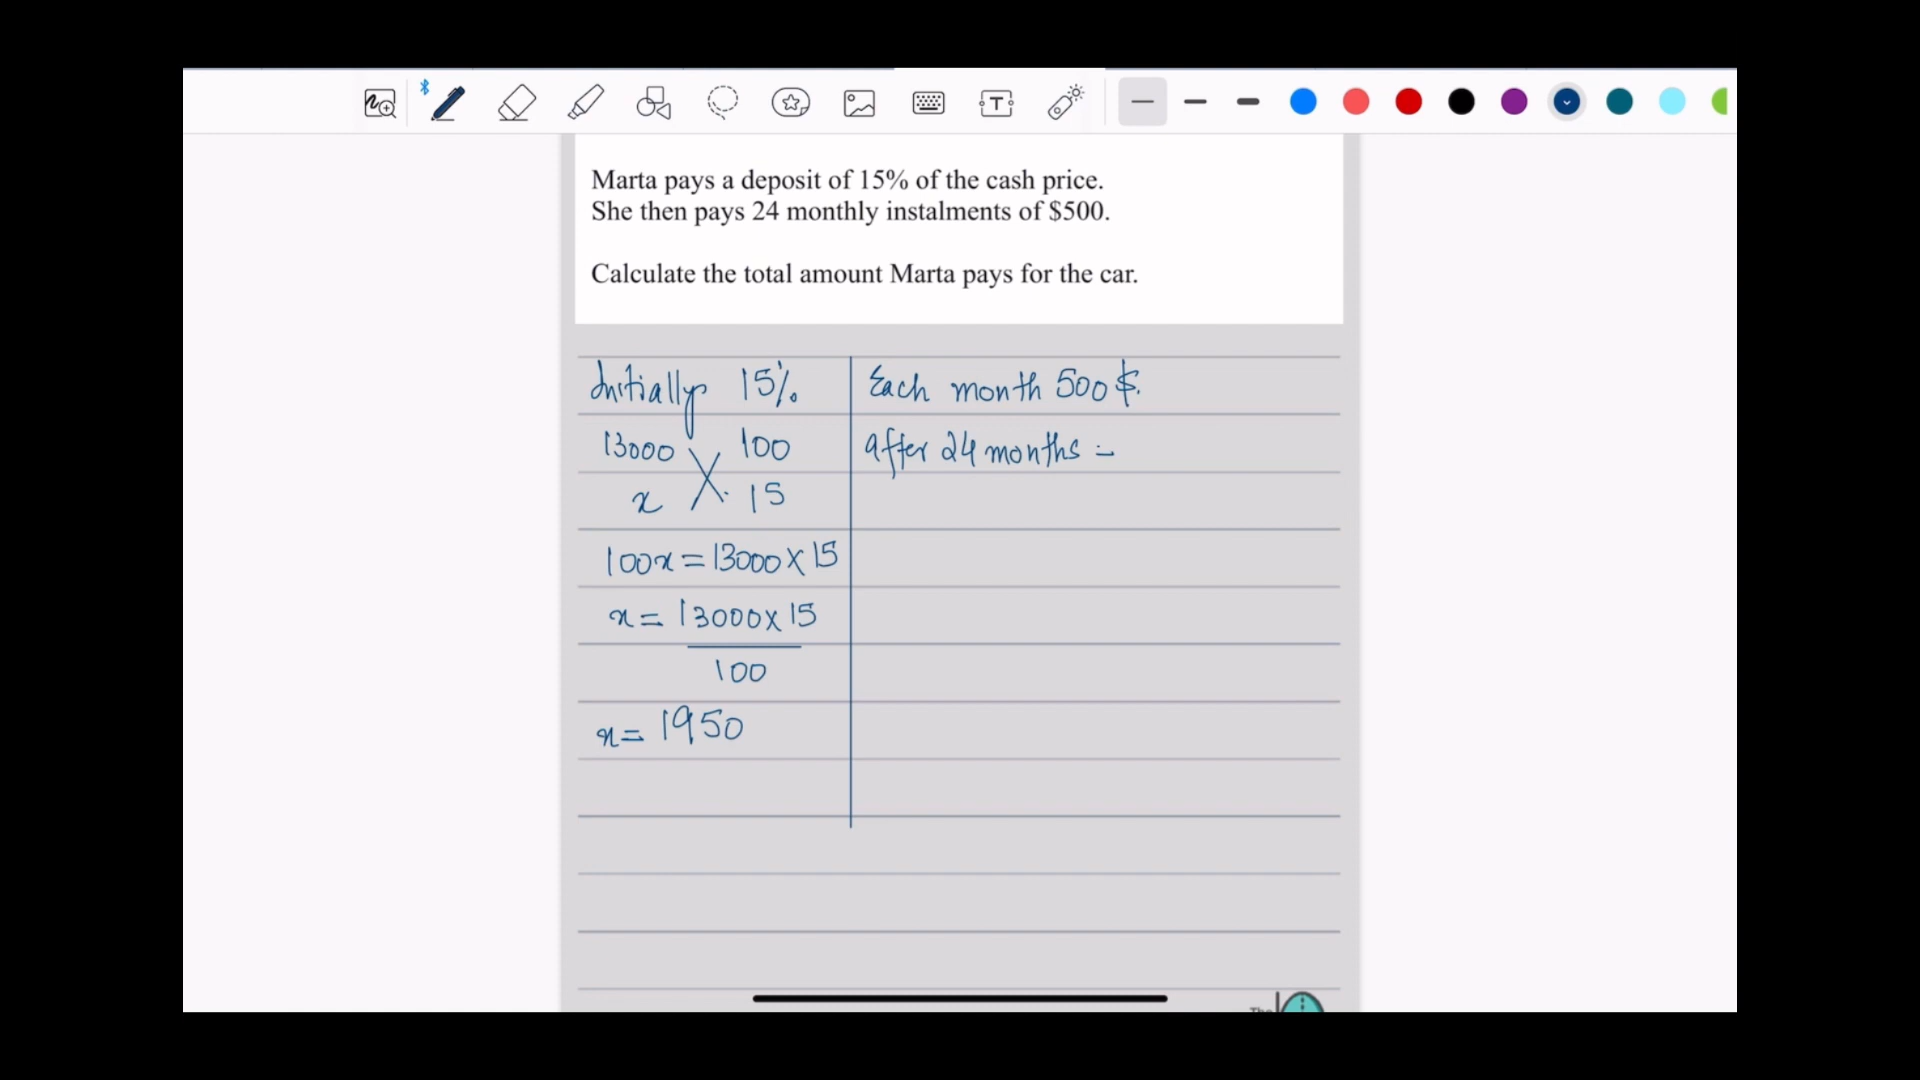 Marta pays a deposit of 15% of the cash price.
She then pays 24 monthly instalments of $500.
Calculate the total amount Marta pays for the car.
Initially 15%
13000 100
x 15
100x = 13000 x 15
x = 13000 x 15
100
x = 1950
Each month 500$.
after 24 months =